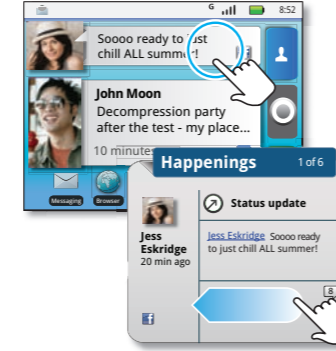 G 8:52
Soooo ready to just
chill ALL summer!
John Moon
Decompression party
after the test - my place...
10 minutes
Happenings 1 of 6
Messaging Browser
Status update
Jess
Eskridge
20 min ago
Jess Eskridge Soooo ready
to just chill ALL summer!
8
f